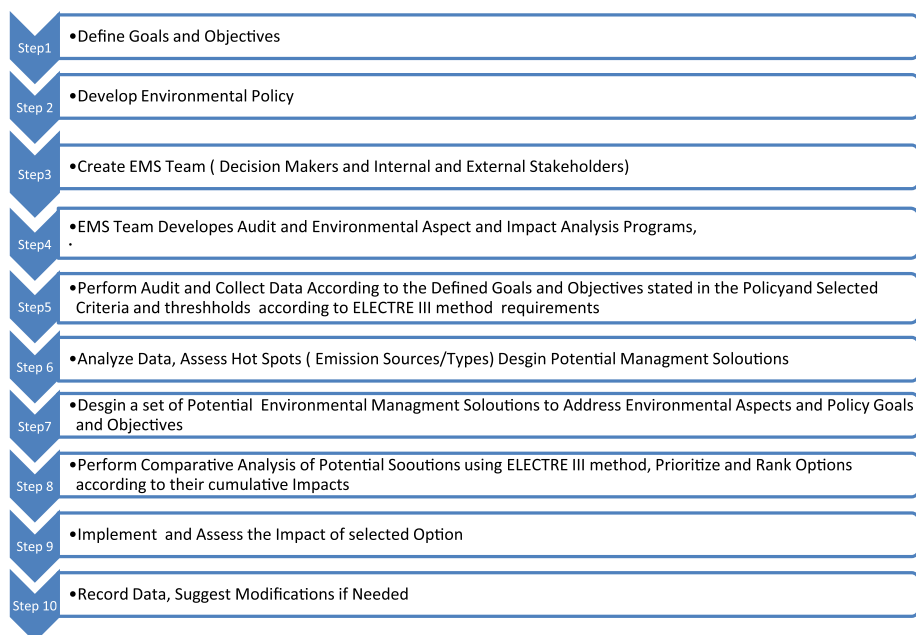 Step1
•Define Goals and Objectives
Step 2
•Develop Environmental Policy
Step3
•Create EMS Team ( Decision Makers and Internal and External Stakeholders)
Step4
•EMS Team Developes Audit and Environmental Aspect and Impact Analysis Programs,
.
Step5
•Perform Audit and Collect Data According to the Defined Goals and Objectives stated in the Policyand Selected
Criteria and threshholds according to ELECTRE III method requirements
Step 6
•Analyze Data, Assess Hot Spots ( Emission Sources/Types) Desgin Potential Managment Soloutions
Step7
•Desgin a set of Potential Environmental Managment Soloutions to Address Environmental Aspects and Policy Goals
and Objectives
Step 8
•Perform Comparative Analysis of Potential Sooutions using ELECTRE III method, Prioritize and Rank Options
according to their cumulative Impacts
Step 9
•Implement and Assess the Impact of selected Option
Step 10
•Record Data, Suggest Modifications if Needed